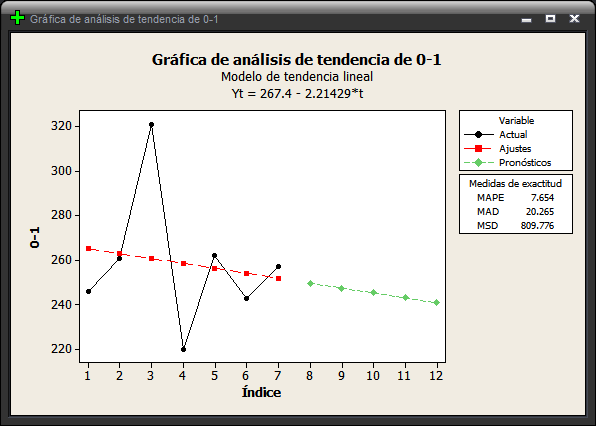 Gráfica de análisis de tendencia de 0-1
Gráfica de análisis de tendencia de 0-1
Modelo de tendencia lineal
Yt = 267.4 - 2.21429*t
320
300
280
260
240
220
0-1
1 2 3 4 5 6 7 8 9 10 11 12
Índice
Variable
Actual
Ajustes
Pronósticos
Medidas de exactitud
MAPE 7.654
MAD 20.265
MSD 809.776